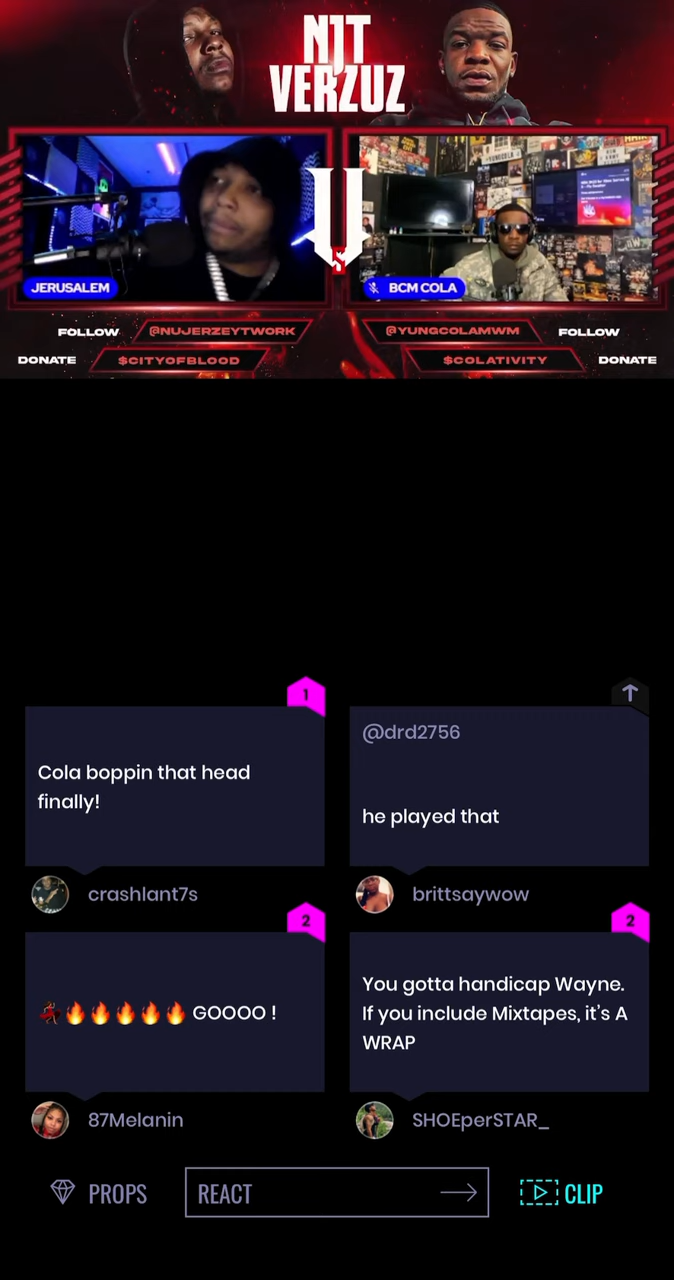 NJT
VERZUZ
JERUSALEM
BCM COLA
FOLLOW @NUJERZEYTWORK
@YUNGCOLAMWM FOLLOW
DONATE $CITYOFBLOOD
$COLATIVITY DONATE
1
Cola boppin that head
finally!
crashlant7s
@drd2756
he played that
brittsaywow
2
💃🔥🔥🔥🔥🔥 GOOOO !
87Melanin
2
You gotta handicap Wayne.
If you include Mixtapes, it’s A
WRAP
SHOEperSTAR_
PROPS
REACT
CLIP